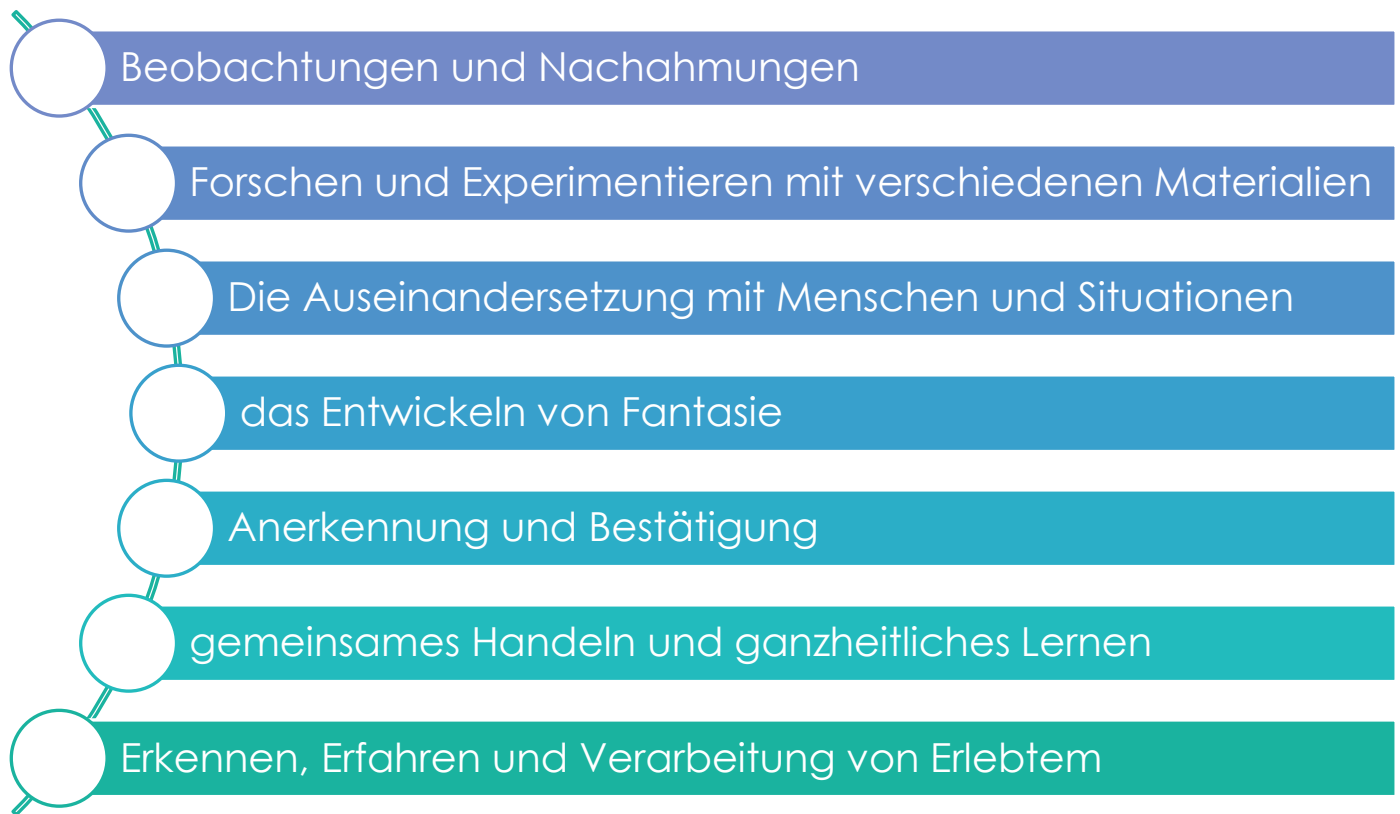 Beobachtungen und Nachahmungen
Forschen und Experimentieren mit verschiedenen Materialien
Die Auseinandersetzung mit Menschen und Situationen
das Entwickeln von Fantasie
Anerkennung und Bestätigung
gemeinsames Handeln und ganzheitliches Lernen
Erkennen, Erfahren und Verarbeitung von Erlebtem